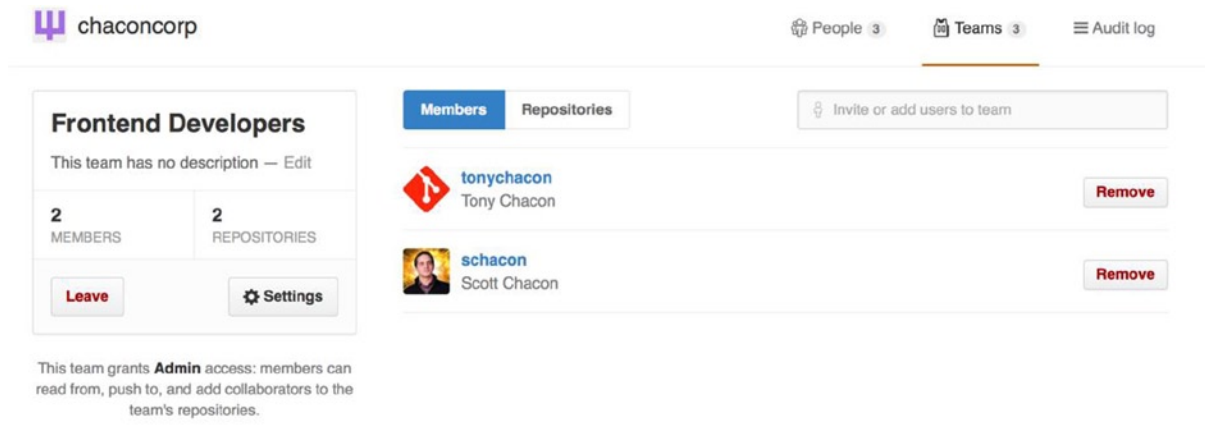 chaconcorp
People 3
Teams 3
Audit log
Frontend Developers
This team has no description — Edit
2
MEMBERS
2
REPOSITORIES
Leave
Settings
This team grants Admin access: members can
read from, push to, and add collaborators to the
team's repositories.
Members
Repositories
Invite or add users to team
tonychacon
Tony Chacon
Remove
schacon
Scott Chacon
Remove